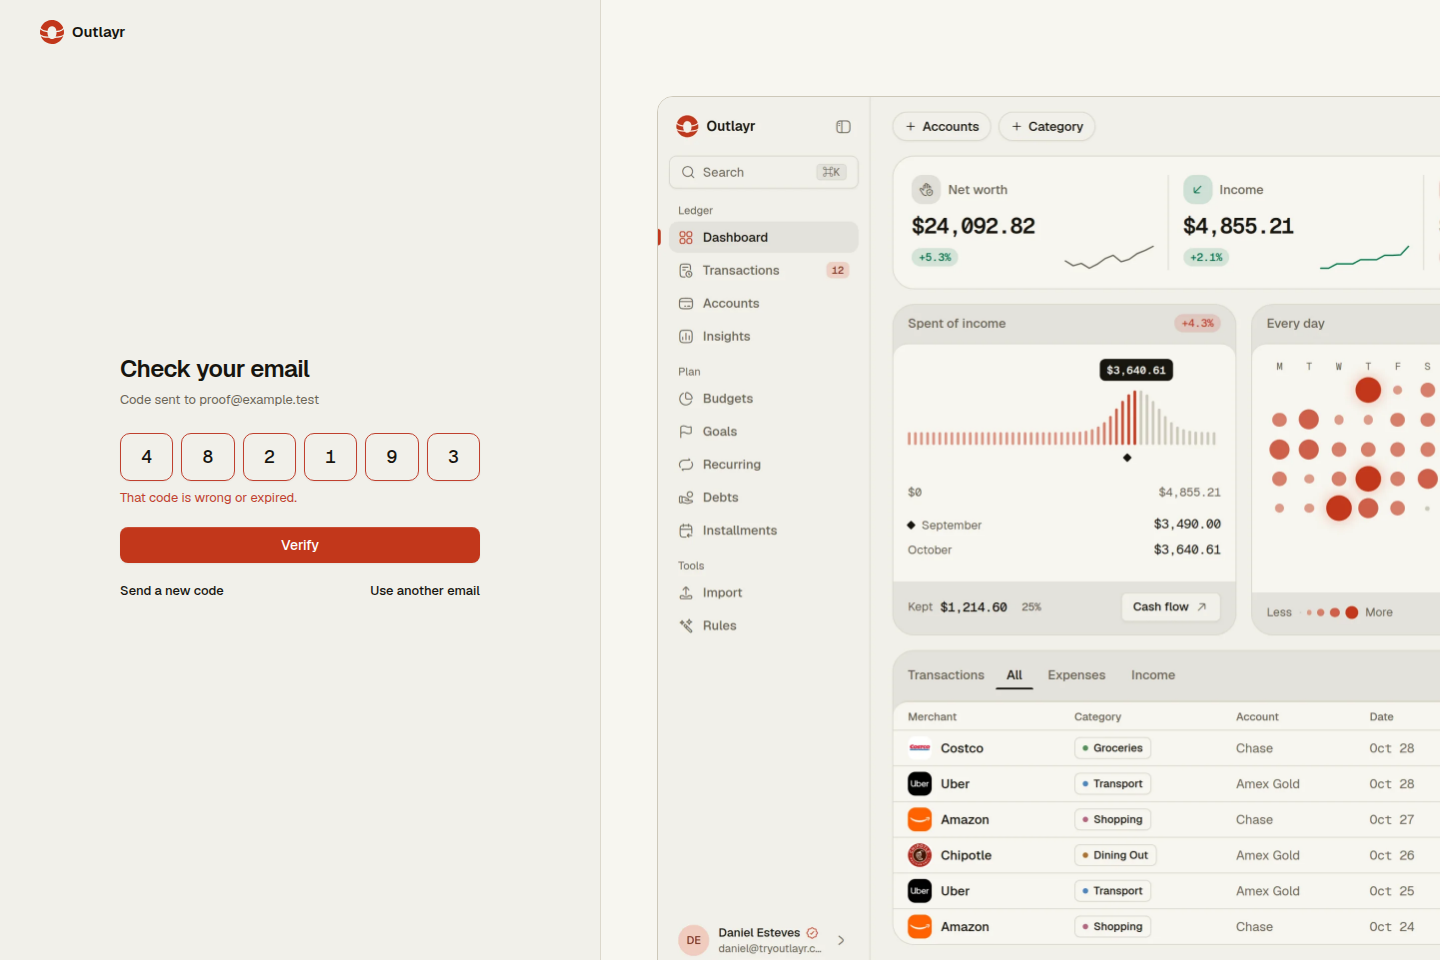 Outlayr
Check your email
Code sent to proof@example.test
4 8 2 1 9 3
That code is wrong or expired.
Verify
Send a new code Use another email
Outlayr
Search ⌘K
Ledger
Dashboard
Transactions 12
Accounts
Insights
Plan
Budgets
Goals
Recurring
Debts
Installments
Tools
Import
Rules
DE Daniel Esteves
daniel@tryoutlayr.c...
+ Accounts + Category
Net worth
$24,092.82
+5.3%
Income
$4,855.21
+2.1%
Spent of income +4.3%
$3,640.61
$0 $4,855.21
September $3,490.00
October $3,640.61
Kept $1,214.60 25% Cash flow
Every day
M T W T F S
Less More
Transactions All Expenses Income
Merchant Category Account Date
Costco Costco Groceries Chase Oct 28
Uber Uber Transport Amex Gold Oct 28
Amazon Shopping Chase Oct 27
Chipotle Dining Out Amex Gold Oct 26
Uber Uber Transport Amex Gold Oct 25
Amazon Shopping Chase Oct 24